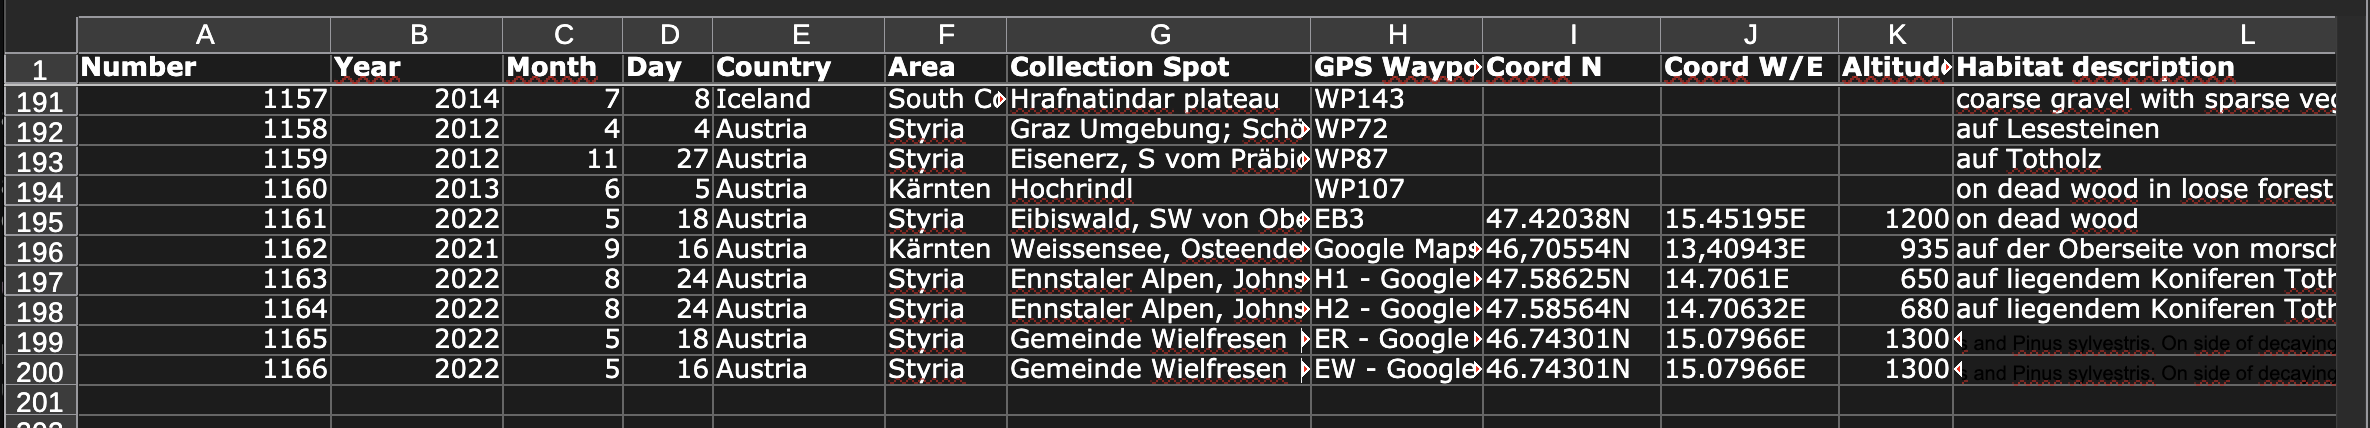 A B C D E F G H I J K L
1 Number Year Month Day Country Area Collection Spot GPS Waypo Coord N Coord W/E Altitud Habitat description
191 1157 2014 7 8 Iceland South Co Hrafnatindar plateau WP143 coarse gravel with sparse veg
192 1158 2012 4 4 Austria Styria Graz Umgebung; Schö WP72 auf Lesesteinen
193 1159 2012 11 27 Austria Styria Eisenerz, S vom Präbi WP87 auf Totholz
194 1160 2013 6 5 Austria Kärnten Hochrindl WP107 on dead wood in loose forest
195 1161 2022 5 18 Austria Styria Eibiswald, SW von Obe EB3 47.42038N 15.45195E 1200 on dead wood
196 1162 2021 9 16 Austria Kärnten Weissensee, Osteende Google Maps 46,70554N 13,40943E 935 auf der Oberseite von morsch
197 1163 2022 8 24 Austria Styria Ennstaler Alpen, Johns H1 - Google 47.58625N 14.7061E 650 auf liegendem Koniferen Toth
198 1164 2022 8 24 Austria Styria Ennstaler Alpen, Johns H2 - Google 47.58564N 14.70632E 680 auf liegendem Koniferen Toth
199 1165 2022 5 18 Austria Styria Gemeinde Wielfresen ER - Google 46.74301N 15.07966E 1300 s and Pinus sylvestris. On side of decaying
200 1166 2022 5 16 Austria Styria Gemeinde Wielfresen EW - Google 46.74301N 15.07966E 1300 s and Pinus sylvestris. On side of decaying
201